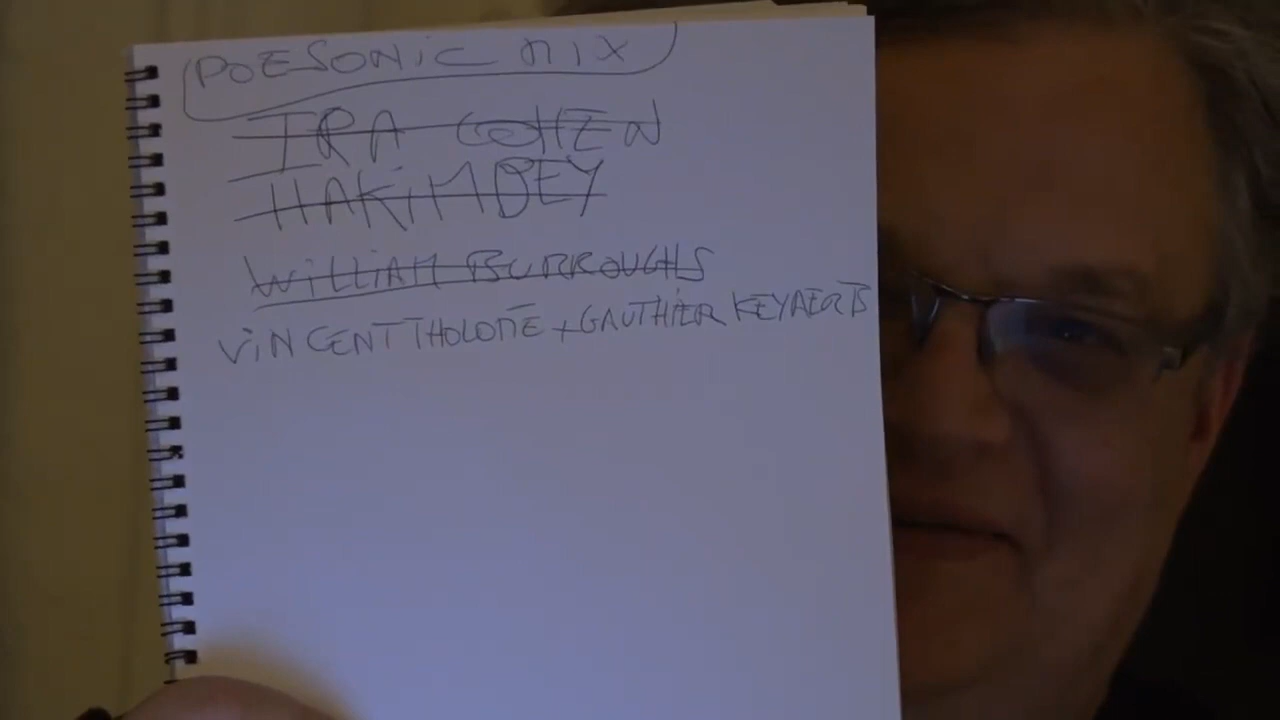 POESONiC MiX
IRA COHEN
HAKiM BEY
WiLLiAM BURROUGHS
ViNCENT THOLOMÉ + GAUTHiER KEYAERTS